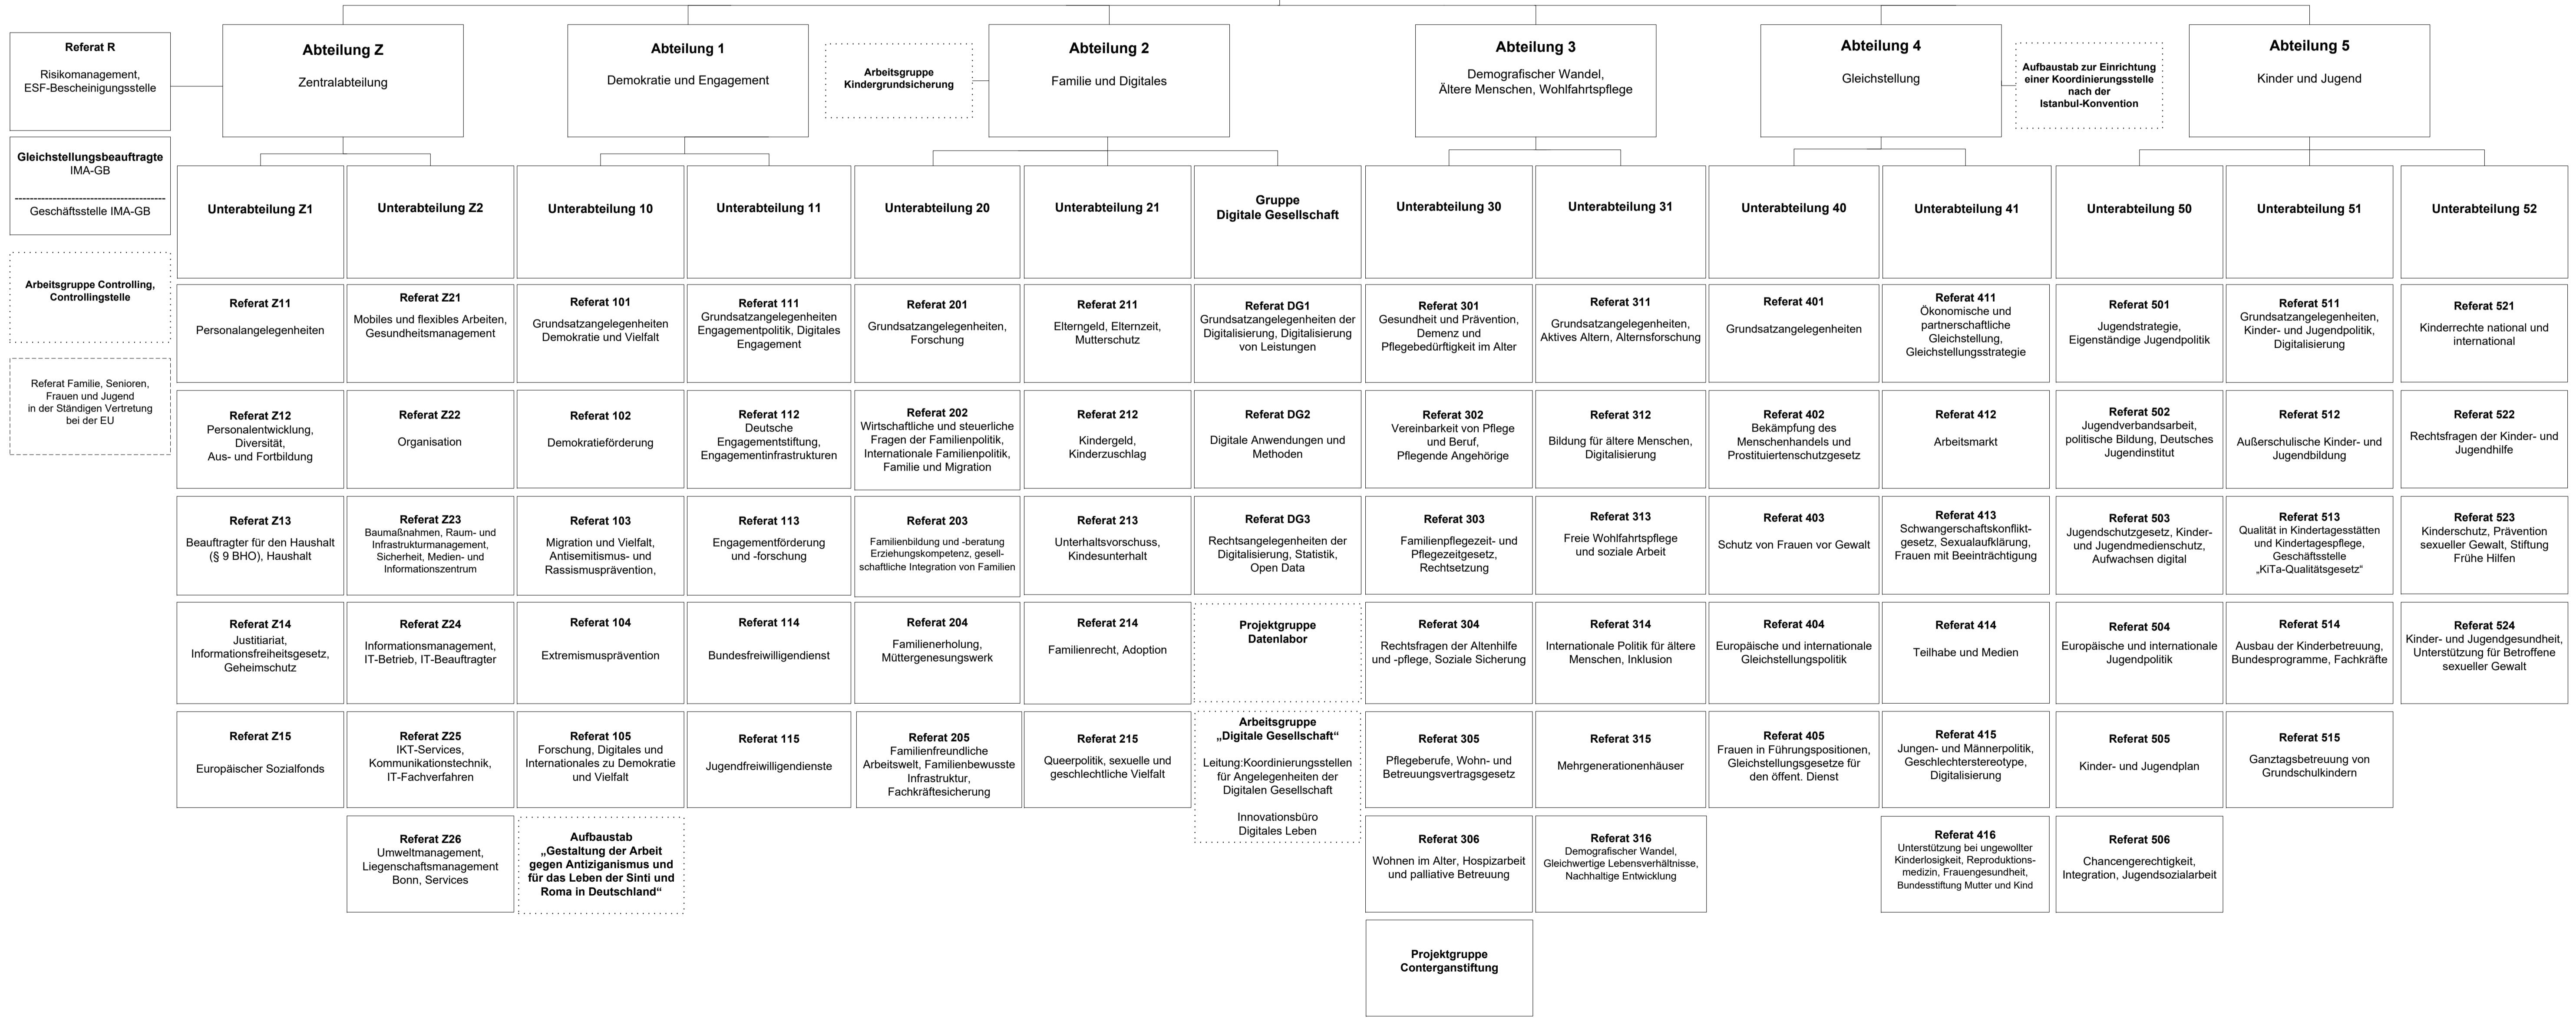 Referat R
Risikomanagement,
ESF-Bescheinigungsstelle
Gleichstellungsbeauftragte
IMA-GB
----------------------------------------
Geschäftsstelle IMA-GB
Arbeitsgruppe Controlling,
Controllingstelle
Referat Familie, Senioren,
Frauen und Jugend
in der Ständigen Vertretung
bei der EU
Abteilung Z
Zentralabteilung
Abteilung 1
Demokratie und Engagement
Arbeitsgruppe
Kindergrundsicherung
Abteilung 2
Familie und Digitales
Abteilung 3
Demografischer Wandel,
Ältere Menschen, Wohlfahrtspflege
Abteilung 4
Gleichstellung
Aufbaustab zur Einrichtung
einer Koordinierungsstelle
nach der
Istanbul-Konvention
Abteilung 5
Kinder und Jugend
Unterabteilung Z1
Unterabteilung Z2
Unterabteilung 10
Unterabteilung 11
Unterabteilung 20
Unterabteilung 21
Gruppe
Digitale Gesellschaft
Unterabteilung 30
Unterabteilung 31
Unterabteilung 40
Unterabteilung 41
Unterabteilung 50
Unterabteilung 51
Unterabteilung 52
Referat Z11
Personalangelegenheiten
Referat Z21
Mobiles und flexibles Arbeiten,
Gesundheitsmanagement
Referat 101
Grundsatzangelegenheiten
Demokratie und Vielfalt
Referat 111
Grundsatzangelegenheiten
Engagementpolitik, Digitales
Engagement
Referat 201
Grundsatzangelegenheiten,
Forschung
Referat 211
Elterngeld, Elternzeit,
Mutterschutz
Referat DG1
Grundsatzangelegenheiten der
Digitalisierung, Digitalisierung
von Leistungen
Referat 301
Gesundheit und Prävention,
Demenz und
Pflegebedürftigkeit im Alter
Referat 311
Grundsatzangelegenheiten,
Aktives Altern, Alternsforschung
Referat 401
Grundsatzangelegenheiten
Referat 411
Ökonomische und
partnerschaftliche
Gleichstellung,
Gleichstellungsstrategie
Referat 501
Jugendstrategie,
Eigenständige Jugendpolitik
Referat 511
Grundsatzangelegenheiten,
Kinder- und Jugendpolitik,
Digitalisierung
Referat 521
Kinderrechte national und
international
Referat Z12
Personalentwicklung,
Diversität,
Aus- und Fortbildung
Referat Z22
Organisation
Referat 102
Demokratieförderung
Referat 112
Deutsche
Engagementstiftung,
Engagementinfrastrukturen
Referat 202
Wirtschaftliche und steuerliche
Fragen der Familienpolitik,
Internationale Familienpolitik,
Familie und Migration
Referat 212
Kindergeld,
Kinderzuschlag
Referat DG2
Digitale Anwendungen und
Methoden
Referat 302
Vereinbarkeit von Pflege
und Beruf,
Pflegende Angehörige
Referat 312
Bildung für ältere Menschen,
Digitalisierung
Referat 402
Bekämpfung des
Menschenhandels und
Prostituiertenschutzgesetz
Referat 412
Arbeitsmarkt
Referat 502
Jugendverbandsarbeit,
politische Bildung, Deutsches
Jugendinstitut
Referat 512
Außerschulische Kinder- und
Jugendbildung
Referat 522
Rechtsfragen der Kinder- und
Jugendhilfe
Referat Z13
Beauftragter für den Haushalt
(§ 9 BHO), Haushalt
Referat Z23
Baumaßnahmen, Raum- und
Infrastrukturmanagement,
Sicherheit, Medien- und
Informationszentrum
Referat 103
Migration und Vielfalt,
Antisemitismus- und
Rassismusprävention,
Referat 113
Engagementförderung
und -forschung
Referat 203
Familienbildung und -beratung
Erziehungskompetenz, gesell-
schaftliche Integration von Familien
Referat 213
Unterhaltsvorschuss,
Kindesunterhalt
Referat DG3
Rechtsangelegenheiten der
Digitalisierung, Statistik,
Open Data
Referat 303
Familienpflegezeit- und
Pflegezeitgesetz,
Rechtsetzung
Referat 313
Freie Wohlfahrtspflege
und soziale Arbeit
Referat 403
Schutz von Frauen vor Gewalt
Referat 413
Schwangerschaftskonflikt-
gesetz, Sexualaufklärung,
Frauen mit Beeinträchtigung
Referat 503
Jugendschutzgesetz, Kinder-
und Jugendmedienschutz,
Aufwachsen digital
Referat 513
Qualität in Kindertagesstätten
und Kindertagespflege,
Geschäftsstelle
„KiTa-Qualitätsgesetz“
Referat 523
Kinderschutz, Prävention
sexueller Gewalt, Stiftung
Frühe Hilfen
Referat Z14
Justitiariat,
Informationsfreiheitsgesetz,
Geheimschutz
Referat Z24
Informationsmanagement,
IT-Betrieb, IT-Beauftragter
Referat 104
Extremismusprävention
Referat 114
Bundesfreiwilligendienst
Referat 204
Familienerholung,
Müttergenesungswerk
Referat 214
Familienrecht, Adoption
Projektgruppe
Datenlabor
Referat 304
Rechtsfragen der Altenhilfe
und -pflege, Soziale Sicherung
Referat 314
Internationale Politik für ältere
Menschen, Inklusion
Referat 404
Europäische und internationale
Gleichstellungspolitik
Referat 414
Teilhabe und Medien
Referat 504
Europäische und internationale
Jugendpolitik
Referat 514
Ausbau der Kinderbetreuung,
Bundesprogramme, Fachkräfte
Referat 524
Kinder- und Jugendgesundheit,
Unterstützung für Betroffene
sexueller Gewalt
Referat Z15
Europäischer Sozialfonds
Referat Z25
IKT-Services,
Kommunikationstechnik,
IT-Fachverfahren
Referat 105
Forschung, Digitales und
Internationales zu Demokratie
und Vielfalt
Referat 115
Jugendfreiwilligendienste
Referat 205
Familienfreundliche
Arbeitswelt, Familienbewusste
Infrastruktur,
Fachkräftesicherung
Referat 215
Queerpolitik, sexuelle und
geschlechtliche Vielfalt
Arbeitsgruppe
„Digitale Gesellschaft“
Leitung:Koordinierungsstellen
für Angelegenheiten der
Digitalen Gesellschaft
Innovationsbüro
Digitales Leben
Referat 305
Pflegeberufe, Wohn- und
Betreuungsvertragsgesetz
Referat 315
Mehrgenerationenhäuser
Referat 405
Frauen in Führungspositionen,
Gleichstellungsgesetze für
den öffent. Dienst
Referat 415
Jungen- und Männerpolitik,
Geschlechterstereotype,
Digitalisierung
Referat 505
Kinder- und Jugendplan
Referat 515
Ganztagsbetreuung von
Grundschulkindern
Referat Z26
Umweltmanagement,
Liegenschaftsmanagement
Bonn, Services
Aufbaustab
„Gestaltung der Arbeit
gegen Antiziganismus und
für das Leben der Sinti und
Roma in Deutschland“
Referat 306
Wohnen im Alter, Hospizarbeit
und palliative Betreuung
Referat 316
Demografischer Wandel,
Gleichwertige Lebensverhältnisse,
Nachhaltige Entwicklung
Referat 416
Unterstützung bei ungewollter
Kinderlosigkeit, Reproduktions-
medizin, Frauengesundheit,
Bundesstiftung Mutter und Kind
Referat 506
Chancengerechtigkeit,
Integration, Jugendsozialarbeit
Projektgruppe
Conterganstiftung